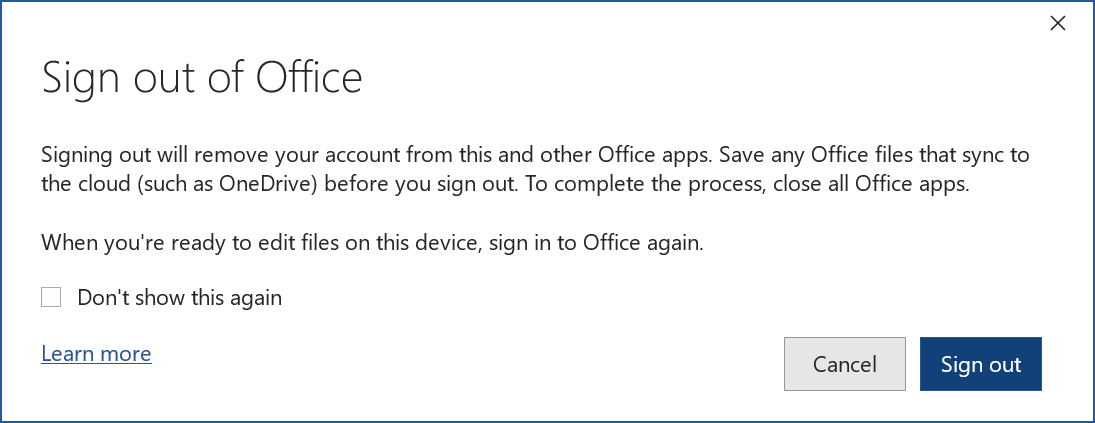 Sign out of Office
Signing out will remove your account from this and other Office apps. Save any Office files that sync to
the cloud (such as OneDrive) before you sign out. To complete the process, close all Office apps.
When you're ready to edit files on this device, sign in to Office again.
Don't show this again
Learn more
Cancel
Sign out